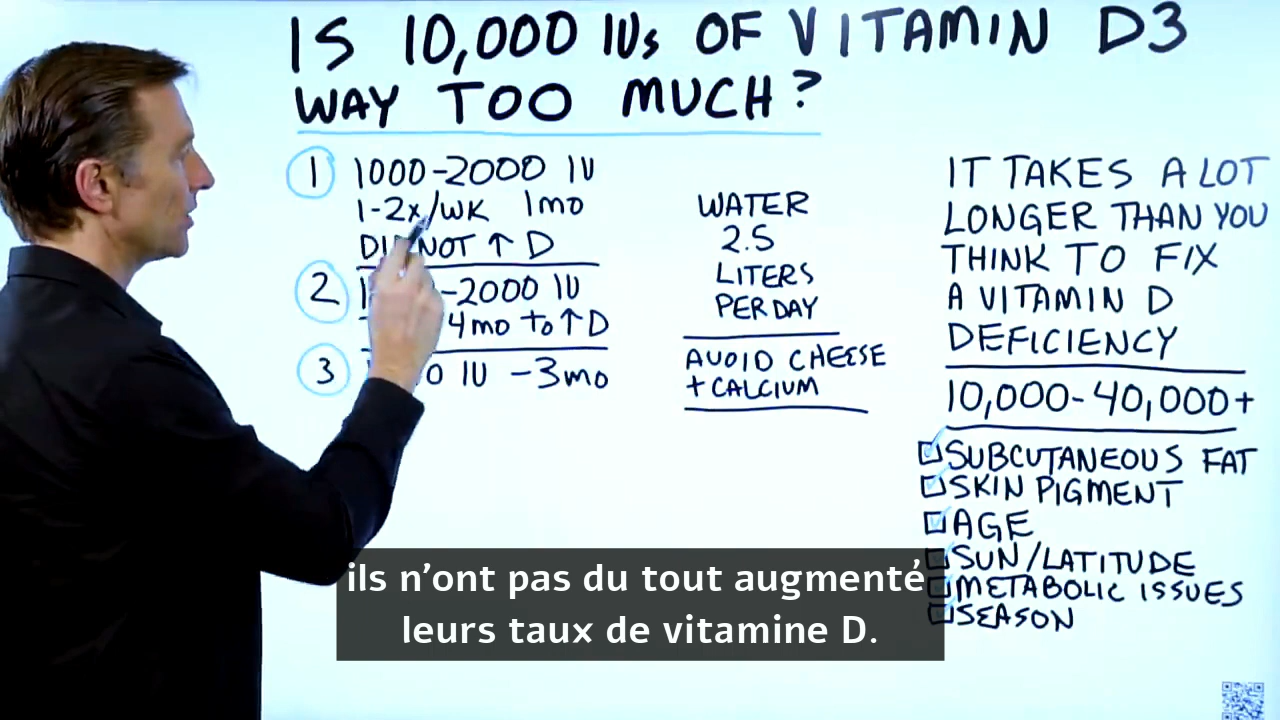 IS 10,000 IUs OF VITAMIN D3
WAY TOO MUCH?
1 1000-2000 IU
1-2x/WK 1mo
NOT ↑ D
2 -2000 IU
4mo to ↑ D
3 IU -3mo
WATER
2.5
LITERS
PER DAY
AVOID CHEESE
+ CALCIUM
IT TAKES A LOT
LONGER THAN YOU
THINK TO FIX
A VITAMIN D
DEFICIENCY
10,000-40,000+
SUBCUTANEOUS FAT
SKIN PIGMENT
AGE
SUN/LATITUDE
METABOLIC ISSUES
SEASON
ils n'ont pas du tout augmenté
leurs taux de vitamine D.